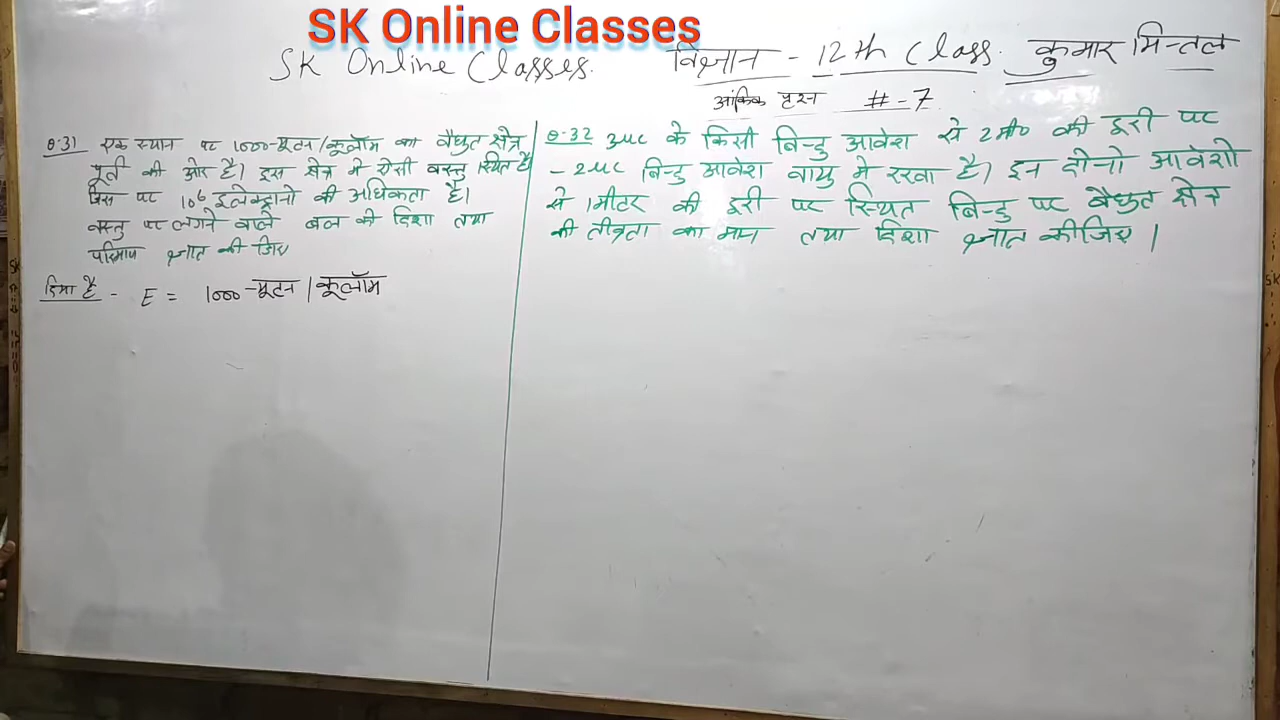 SK Online Classes
SK Online Classes. विज्ञान - 12th Class. कुमार मित्तल
आंकिक प्रश्न #-7
Q-31 एक स्थान पर 1000-यूटन/कूलॉम का वैधुत क्षेत्र
पूर्व की ओर है। इस क्षेत्र मे ऐसी वस्तु स्थित है
जिस पर 10⁶ इलेक्ट्रानो की अधिकता है।
वस्तु पर लगने वाले बल की दिशा तथा
परिमाण ज्ञात की जिए
दिया है - E = 1000-यूटन/कूलॉम
Q-32 3μc के किसी बिन्दु आवेश से 2मी० की दूरी पर
-2μc बिन्दु आवेश वायु मे रखा है। इन दोनो आवेशो
से 1मीटर की दूरी पर स्थित बिन्दु पर वैधुत क्षेत्र
की तीव्रता का मान तथा दिशा ज्ञात कीजिए।